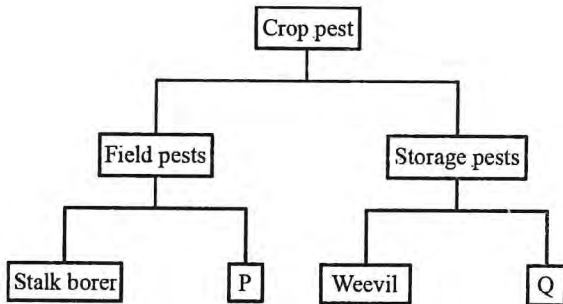 Crop pest
Field pests
Storage pests
Stalk borer
P
Weevil
Q